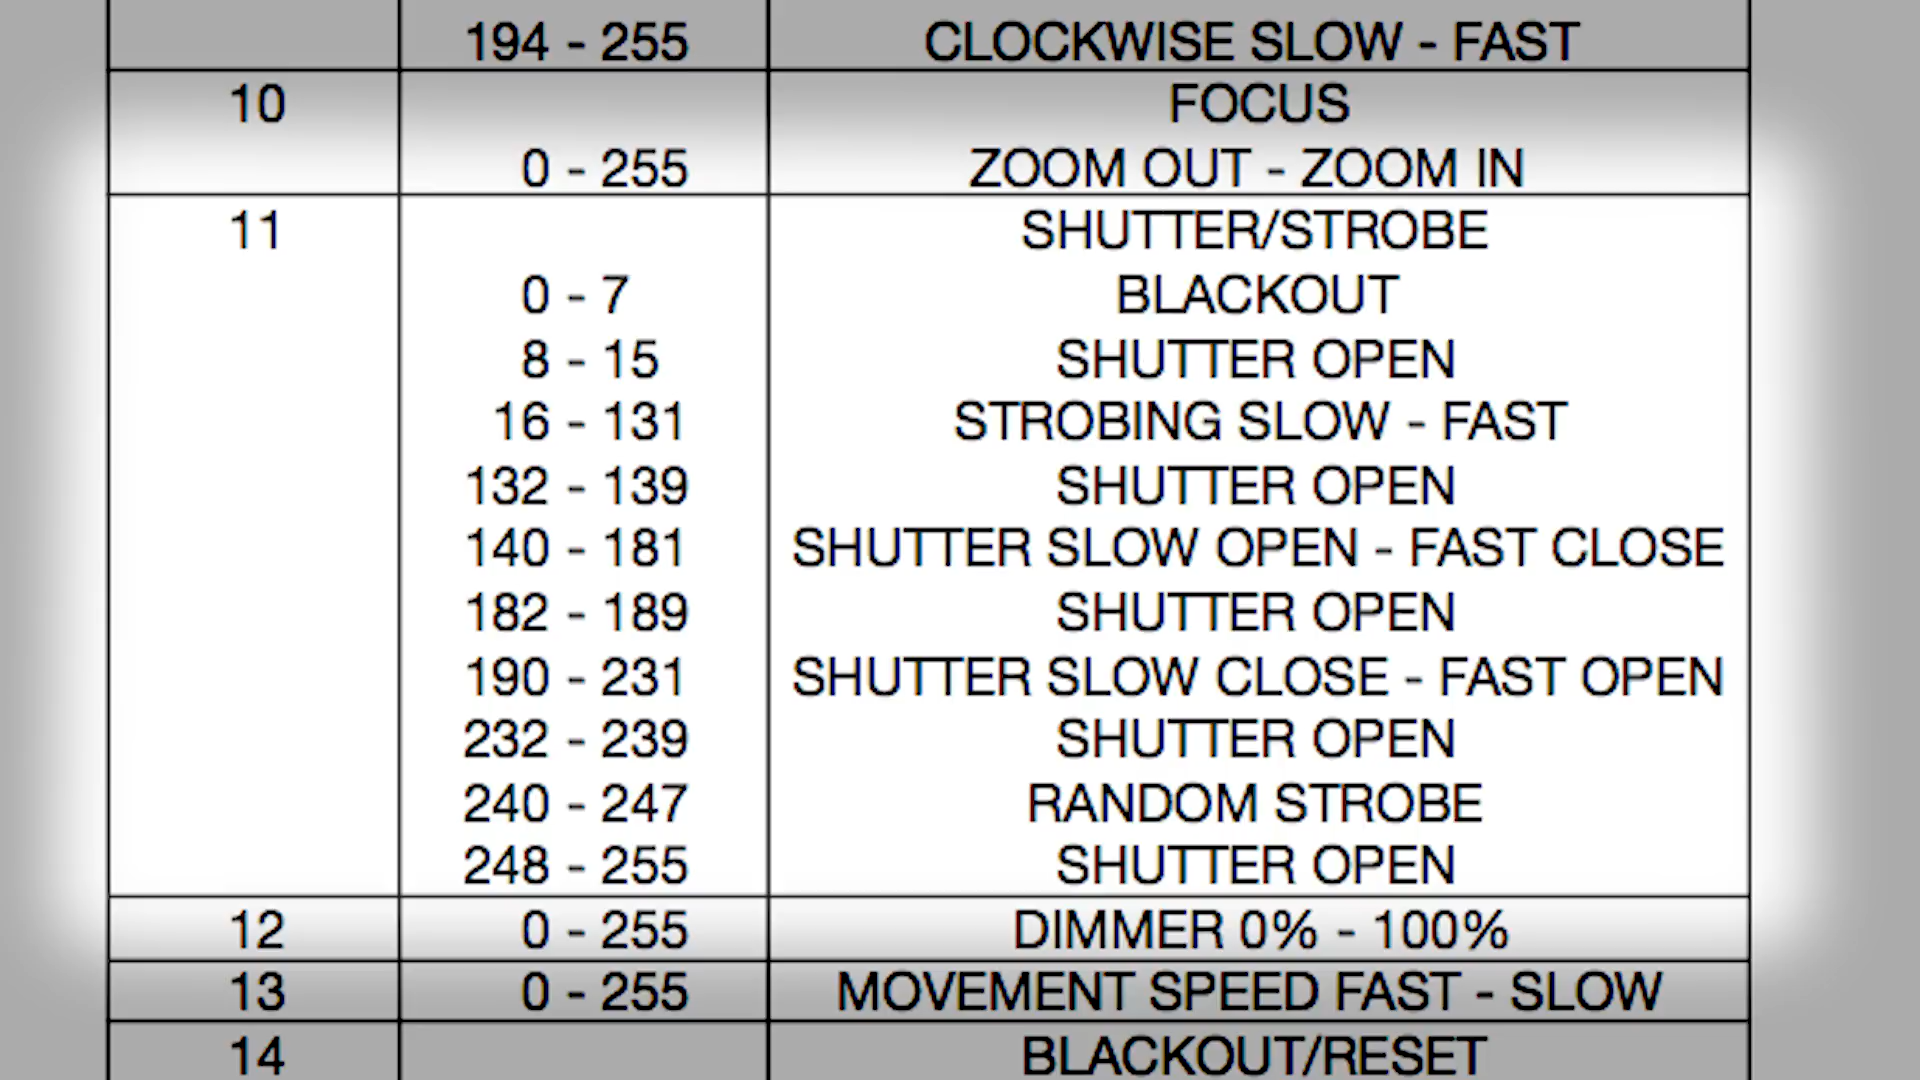 194 - 255 CLOCKWISE SLOW - FAST
10 FOCUS
0 - 255 ZOOM OUT - ZOOM IN
11 SHUTTER/STROBE
0 - 7 BLACKOUT
8 - 15 SHUTTER OPEN
16 - 131 STROBING SLOW - FAST
132 - 139 SHUTTER OPEN
140 - 181 SHUTTER SLOW OPEN - FAST CLOSE
182 - 189 SHUTTER OPEN
190 - 231 SHUTTER SLOW CLOSE - FAST OPEN
232 - 239 SHUTTER OPEN
240 - 247 RANDOM STROBE
248 - 255 SHUTTER OPEN
12 0 - 255 DIMMER 0% - 100%
13 0 - 255 MOVEMENT SPEED FAST - SLOW
14 BLACKOUT/RESET